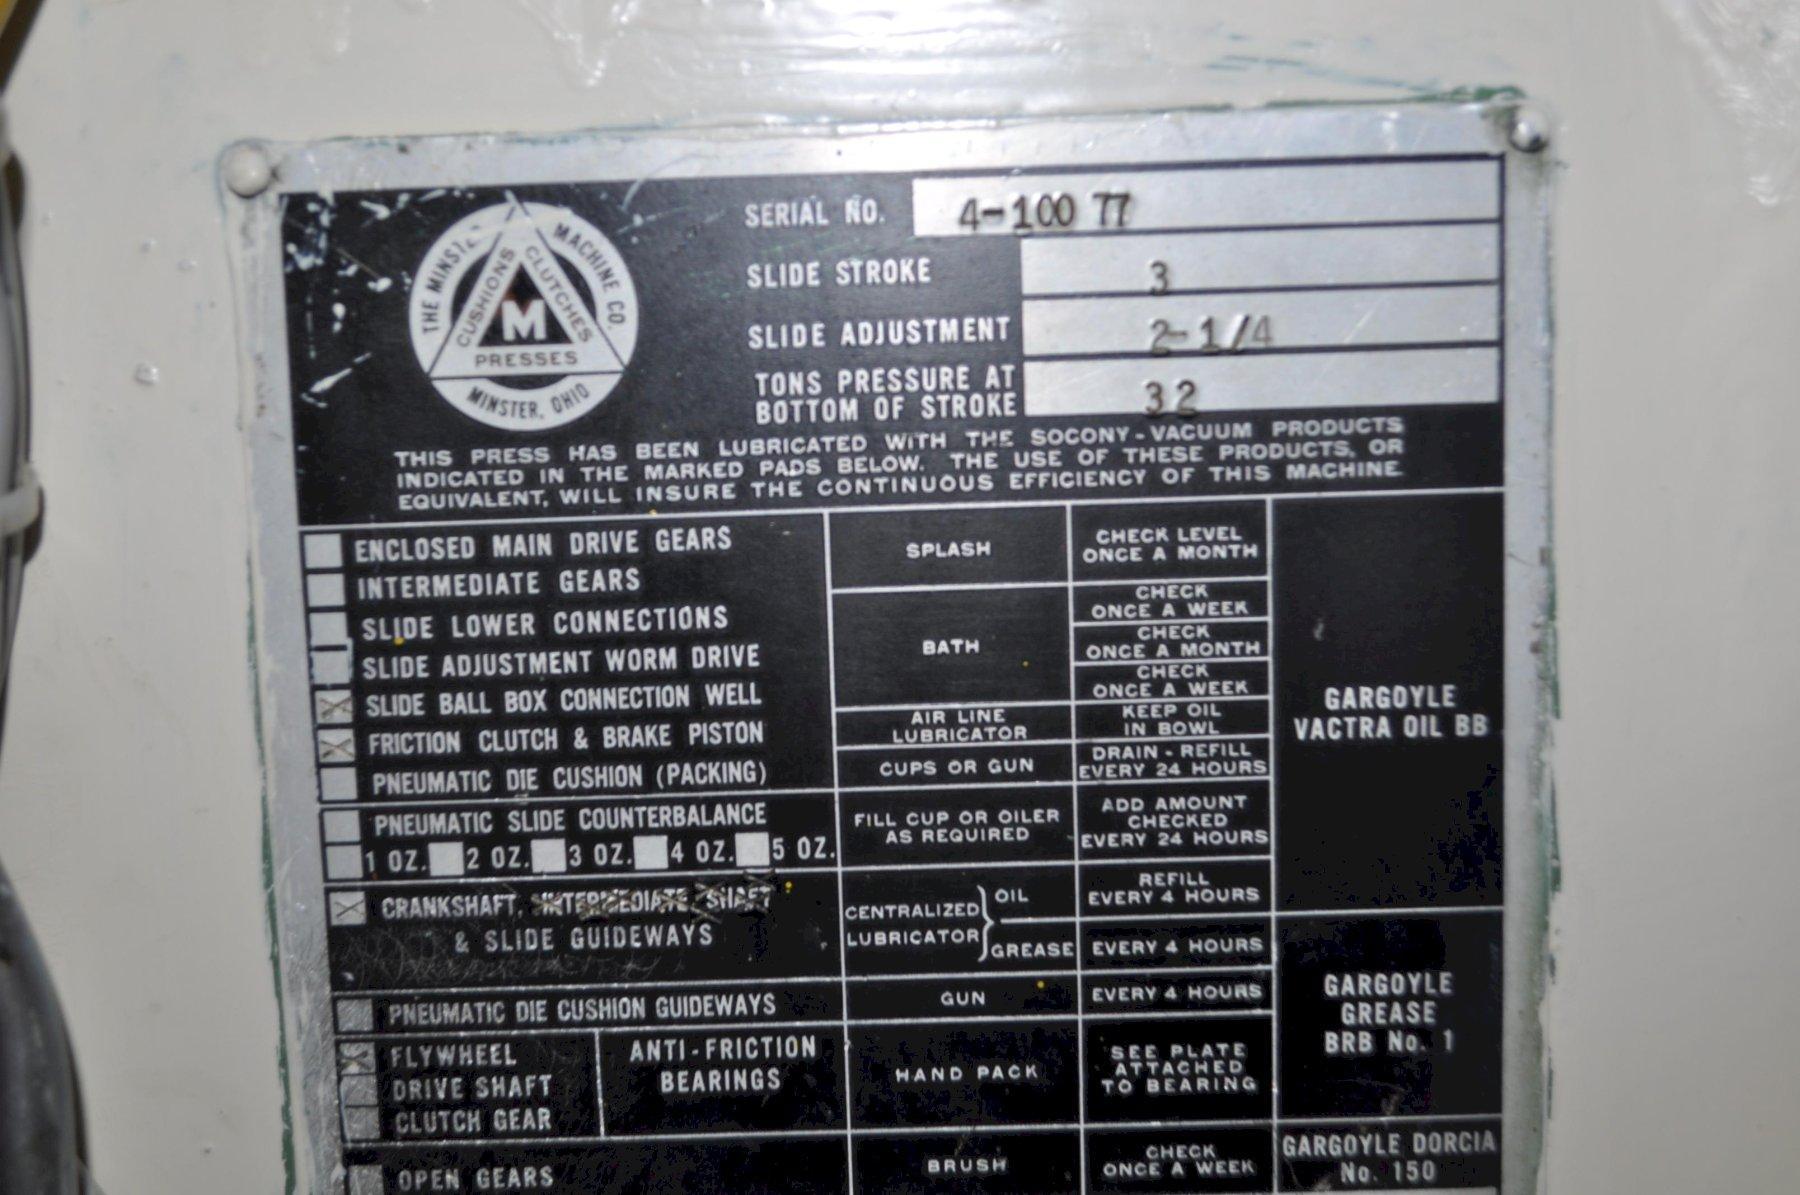 THE MINSTER MACHINE CO.
CUSHIONS CLUTCHES
M
PRESSES
MINSTER, OHIO
SERIAL NO. 4-100 77
SLIDE STROKE 3
SLIDE ADJUSTMENT 2-1/4
TONS PRESSURE AT
BOTTOM OF STROKE 32
THIS PRESS HAS BEEN LUBRICATED WITH THE SOCONY-VACUUM PRODUCTS
INDICATED IN THE MARKED PADS BELOW. THE USE OF THESE PRODUCTS, OR
EQUIVALENT, WILL INSURE THE CONTINUOUS EFFICIENCY OF THIS MACHINE
ENCLOSED MAIN DRIVE GEARS
INTERMEDIATE GEARS
SLIDE LOWER CONNECTIONS
SLIDE ADJUSTMENT WORM DRIVE
X SLIDE BALL BOX CONNECTION WELL
X FRICTION CLUTCH & BRAKE PISTON
PNEUMATIC DIE CUSHION (PACKING)
PNEUMATIC SLIDE COUNTERBALANCE
1 OZ. 2 OZ. 3 OZ. 4 OZ. 5 OZ.
X CRANKSHAFT, INTERMEDIATE SHAFT
& SLIDE GUIDEWAYS
PNEUMATIC DIE CUSHION GUIDEWAYS
X FLYWHEEL
DRIVE SHAFT
CLUTCH GEAR
ANTI-FRICTION
BEARINGS
OPEN GEARS
SPLASH
BATH
AIR LINE
LUBRICATOR
CUPS OR GUN
FILL CUP OR OILER
AS REQUIRED
CENTRALIZED
LUBRICATOR
OIL
GREASE
GUN
HAND PACK
BRUSH
CHECK LEVEL
ONCE A MONTH
CHECK
ONCE A WEEK
CHECK
ONCE A MONTH
CHECK
ONCE A WEEK
KEEP OIL
IN BOWL
DRAIN - REFILL
EVERY 24 HOURS
ADD AMOUNT
CHECKED
EVERY 24 HOURS
REFILL
EVERY 4 HOURS
EVERY 4 HOURS
EVERY 4 HOURS
SEE PLATE
ATTACHED
TO BEARING
CHECK
ONCE A WEEK
GARGOYLE
VACTRA OIL BB
GARGOYLE
GREASE
BRB No. 1
GARGOYLE DORCIA
No. 150